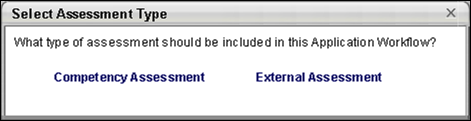 Select Assessment Type
What type of assessment should be included in this Application Workflow?
Competency Assessment External Assessment